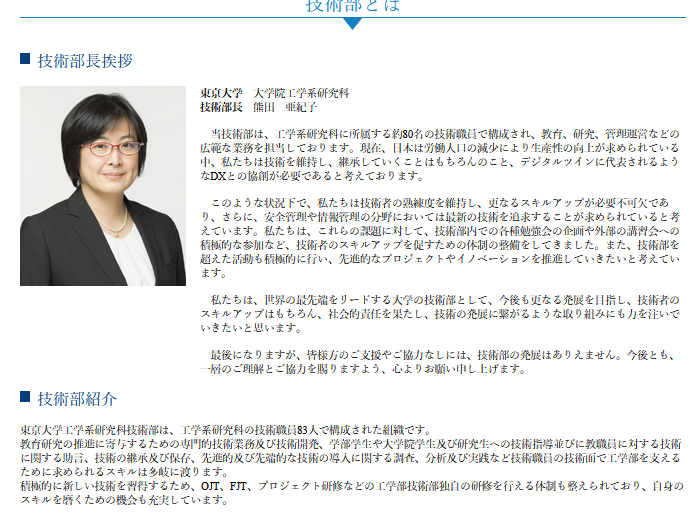 技術部とは
技術部長挨拶
東京大学　大学院工学系研究科
技術部長　熊田　亜紀子
当技術部は、工学系研究科に所属する約80名の技術職員で構成され、教育、研究、管理運営などの
広範な業務を担当しております。現在、日本は労働人口の減少により生産性の向上が求められている
中、私たちは技術を維持し、継承していくことはもちろんのこと、デジタルツインに代表されるよう
なDXとの協創が必要であると考えております。
このような状況下で、私たちは技術者の熟練度を維持し、更なるスキルアップが必要不可欠であ
り、さらに、安全管理や情報管理の分野においては最新の技術を追求することが求められていると考
えています。私たちは、これらの課題に対して、技術部内での各種勉強会の企画や外部の講習会への
積極的な参加など、技術者のスキルアップを促すための体制の整備をしてきました。また、技術部を
超えた活動も積極的に行い、先進的なプロジェクトやイノベーションを推進していきたいと考えてい
ます。
私たちは、世界の最先端をリードする大学の技術部として、今後も更なる発展を目指し、技術者の
スキルアップはもちろん、社会的責任を果たし、技術の発展に繋がるような取り組みにも力を注いで
いきたいと思います。
最後になりますが、皆様方のご支援やご協力なしには、技術部の発展はありえません。今後とも、
一層のご理解とご協力を賜りますよう、心よりお願い申し上げます。
技術部紹介
東京大学工学系研究科技術部は、工学系研究科の技術職員83人で構成された組織です。
教育研究の推進に寄与するための専門的技術業務及び技術開発、学部学生や大学院学生及び研究生への技術指導並びに教職員に対する技術
に関する助言、技術の継承及び保存、先進的及び先端的な技術の導入に関する調査、分析及び実践など技術職員の技術面で工学部を支える
ために求められるスキルは多岐に渡ります。
積極的に新しい技術を習得するため、OJT、FJT、プロジェクト研修などの工学部技術部独自の研修を行える体制も整えられており、自身の
スキルを磨くための機会も充実しています。